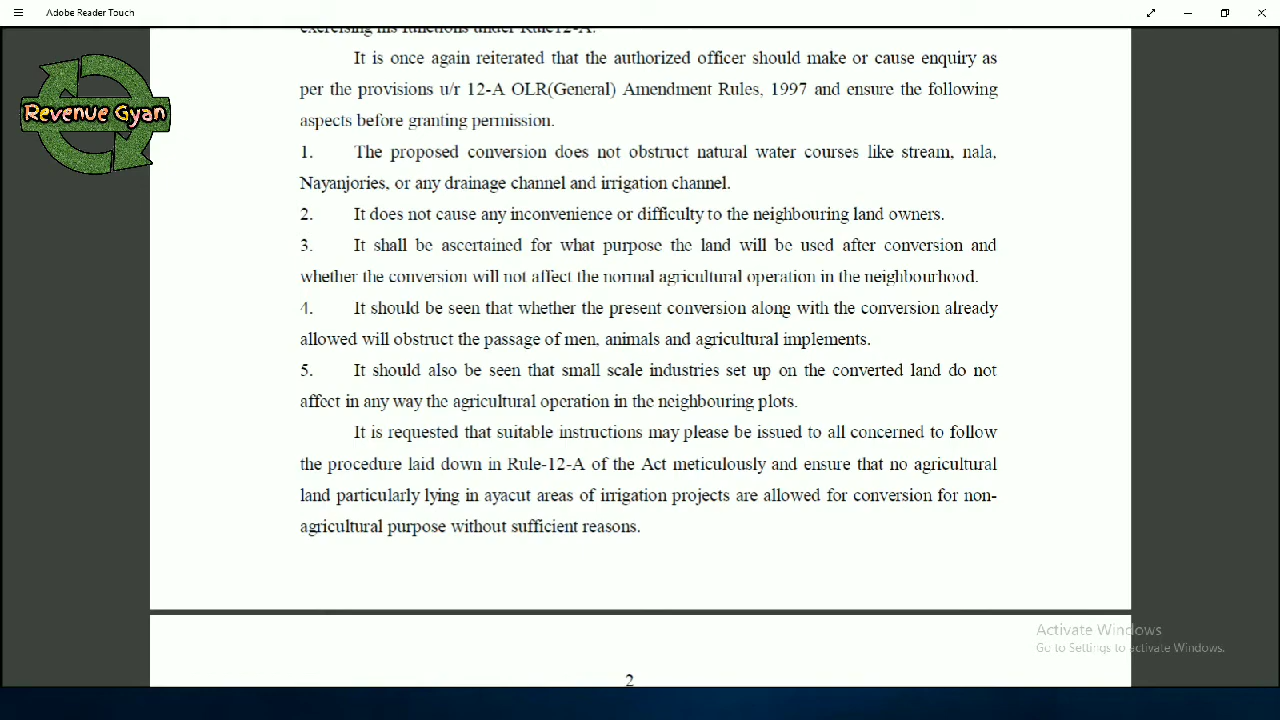 Adobe Reader Touch
exercising his functions under Rule12-A.
It is once again reiterated that the authorized officer should make or cause enquiry as
per the provisions u/r 12-A OLR(General) Amendment Rules, 1997 and ensure the following
aspects before granting permission.
1. The proposed conversion does not obstruct natural water courses like stream, nala,
Nayanjories, or any drainage channel and irrigation channel.
2. It does not cause any inconvenience or difficulty to the neighbouring land owners.
3. It shall be ascertained for what purpose the land will be used after conversion and
whether the conversion will not affect the normal agricultural operation in the neighbourhood.
4. It should be seen that whether the present conversion along with the conversion already
allowed will obstruct the passage of men, animals and agricultural implements.
5. It should also be seen that small scale industries set up on the converted land do not
affect in any way the agricultural operation in the neighbouring plots.
It is requested that suitable instructions may please be issued to all concerned to follow
the procedure laid down in Rule-12-A of the Act meticulously and ensure that no agricultural
land particularly lying in ayacut areas of irrigation projects are allowed for conversion for non-
agricultural purpose without sufficient reasons.
2
Revenue Gyan
Activate Windows
Go to Settings to activate Windows.